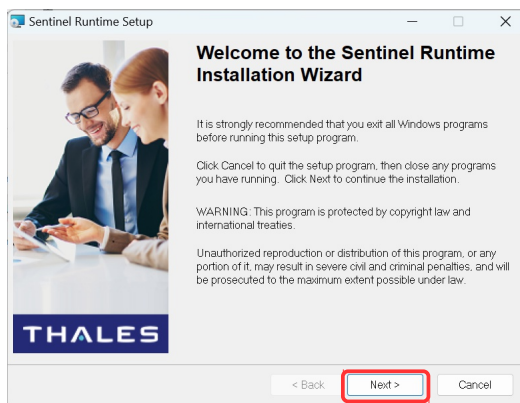 Sentinel Runtime Setup
Welcome to the Sentinel Runtime
Installation Wizard
It is strongly recommended that you exit all Windows programs
before running this setup program.
Click Cancel to quit the setup program, then close any programs
you have running. Click Next to continue the installation.
WARNING: This program is protected by copyright law and
international treaties.
Unauthorized reproduction or distribution of this program, or any
portion of it, may result in severe civil and criminal penalties, and will
be prosecuted to the maximum extent possible under law.
THALES
< Back
Next >
Cancel